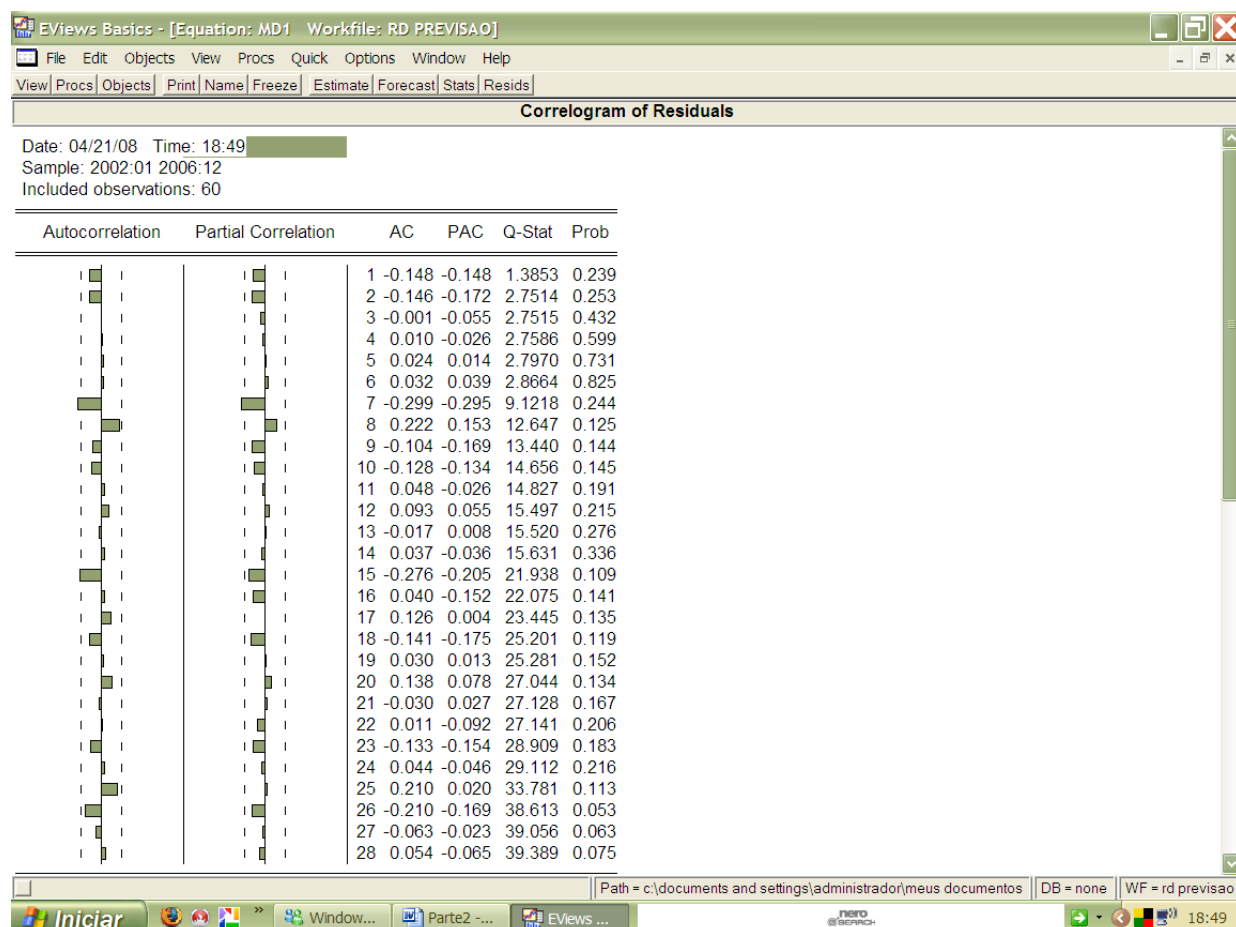 EViews Basics - [Equation: MD1 Workfile: RD PREVISAO]
File Edit Objects View Procs Quick Options Window Help
View Procs Objects Print Name Freeze Estimate Forecast Stats Resids
Correlogram of Residuals
Date: 04/21/08 Time: 18:49
Sample: 2002:01 2006:12
Included observations: 60
Autocorrelation Partial Correlation AC PAC Q-Stat Prob
1 -0.148 -0.148 1.3853 0.239
2 -0.146 -0.172 2.7514 0.253
3 -0.001 -0.055 2.7515 0.432
4 0.010 -0.026 2.7586 0.599
5 0.024 0.014 2.7970 0.731
6 0.032 0.039 2.8664 0.825
7 -0.299 -0.295 9.1218 0.244
8 0.222 0.153 12.647 0.125
9 -0.104 -0.169 13.440 0.144
10 -0.128 -0.134 14.656 0.145
11 0.048 -0.026 14.827 0.191
12 0.093 0.055 15.497 0.215
13 -0.017 0.008 15.520 0.276
14 0.037 -0.036 15.631 0.336
15 -0.276 -0.205 21.938 0.109
16 0.040 -0.152 22.075 0.141
17 0.126 0.004 23.445 0.135
18 -0.141 -0.175 25.201 0.119
19 0.030 0.013 25.281 0.152
20 0.138 0.078 27.044 0.134
21 -0.030 0.027 27.128 0.167
22 0.011 -0.092 27.141 0.206
23 -0.133 -0.154 28.909 0.183
24 0.044 -0.046 29.112 0.216
25 0.210 0.020 33.781 0.113
26 -0.210 -0.169 38.613 0.053
27 -0.063 -0.023 39.056 0.063
28 0.054 -0.065 39.389 0.075
Path = c:\documents and settings\administrador\meus documentos DB = none WF = rd previsao
Iniciar » Window... Parte2 -... EViews ... nero @SEARCH 18:49